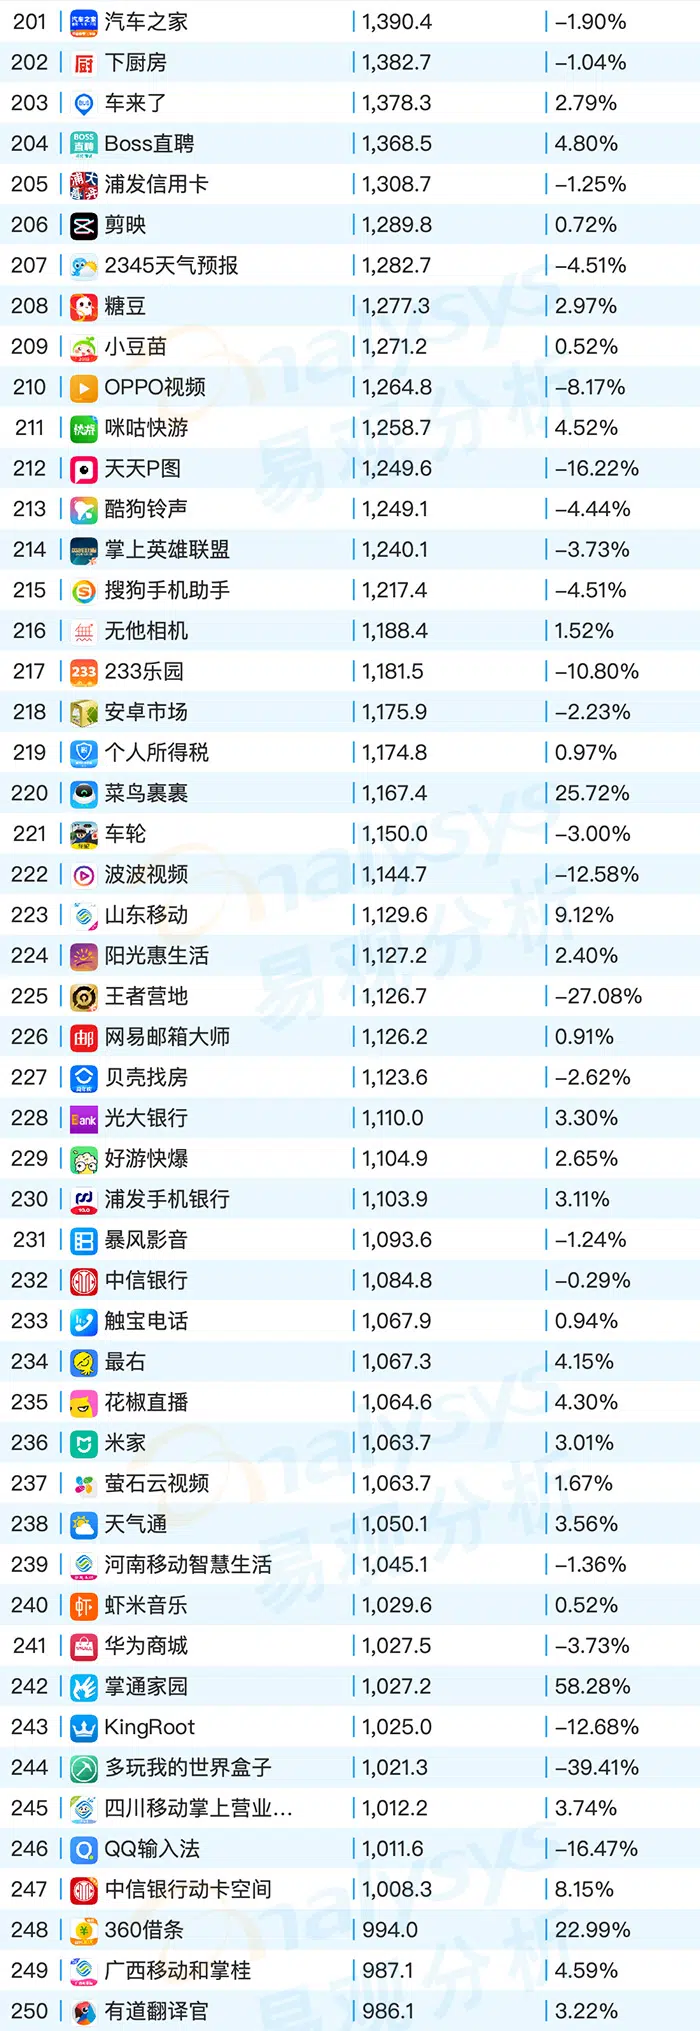 201 汽车之家 1,390.4 -1.90%
202 下厨房 1,382.7 -1.04%
203 车来了 1,378.3 2.79%
204 Boss直聘 1,368.5 4.80%
205 浦发信用卡 1,308.7 -1.25%
206 剪映 1,289.8 0.72%
207 2345天气预报 1,282.7 -4.51%
208 糖豆 1,277.3 2.97%
209 小豆苗 1,271.2 0.52%
210 OPPO视频 1,264.8 -8.17%
211 咪咕快游 1,258.7 4.52%
212 天天P图 1,249.6 -16.22%
213 酷狗铃声 1,249.1 -4.44%
214 掌上英雄联盟 1,240.1 -3.73%
215 搜狗手机助手 1,217.4 -4.51%
216 无他相机 1,188.4 1.52%
217 233乐园 1,181.5 -10.80%
218 安卓市场 1,175.9 -2.23%
219 个人所得税 1,174.8 0.97%
220 菜鸟裹裹 1,167.4 25.72%
221 车轮 1,150.0 -3.00%
222 波波视频 1,144.7 -12.58%
223 山东移动 1,129.6 9.12%
224 阳光惠生活 1,127.2 2.40%
225 王者营地 1,126.7 -27.08%
226 网易邮箱大师 1,126.2 0.91%
227 贝壳找房 1,123.6 -2.62%
228 光大银行 1,110.0 3.30%
229 好游快爆 1,104.9 2.65%
230 浦发手机银行 1,103.9 3.11%
231 暴风影音 1,093.6 -1.24%
232 中信银行 1,084.8 -0.29%
233 触宝电话 1,067.9 0.94%
234 最右 1,067.3 4.15%
235 花椒直播 1,064.6 4.30%
236 米家 1,063.7 3.01%
237 萤石云视频 1,063.7 1.67%
238 天气通 1,050.1 3.56%
239 河南移动智慧生活 1,045.1 -1.36%
240 虾米音乐 1,029.6 0.52%
241 华为商城 1,027.5 -3.73%
242 掌通家园 1,027.2 58.28%
243 KingRoot 1,025.0 -12.68%
244 多玩我的世界盒子 1,021.3 -39.41%
245 四川移动掌上营业... 1,012.2 3.74%
246 QQ输入法 1,011.6 -16.47%
247 中信银行动卡空间 1,008.3 8.15%
248 360借条 994.0 22.99%
249 广西移动和掌桂 987.1 4.59%
250 有道翻译官 986.1 3.22%